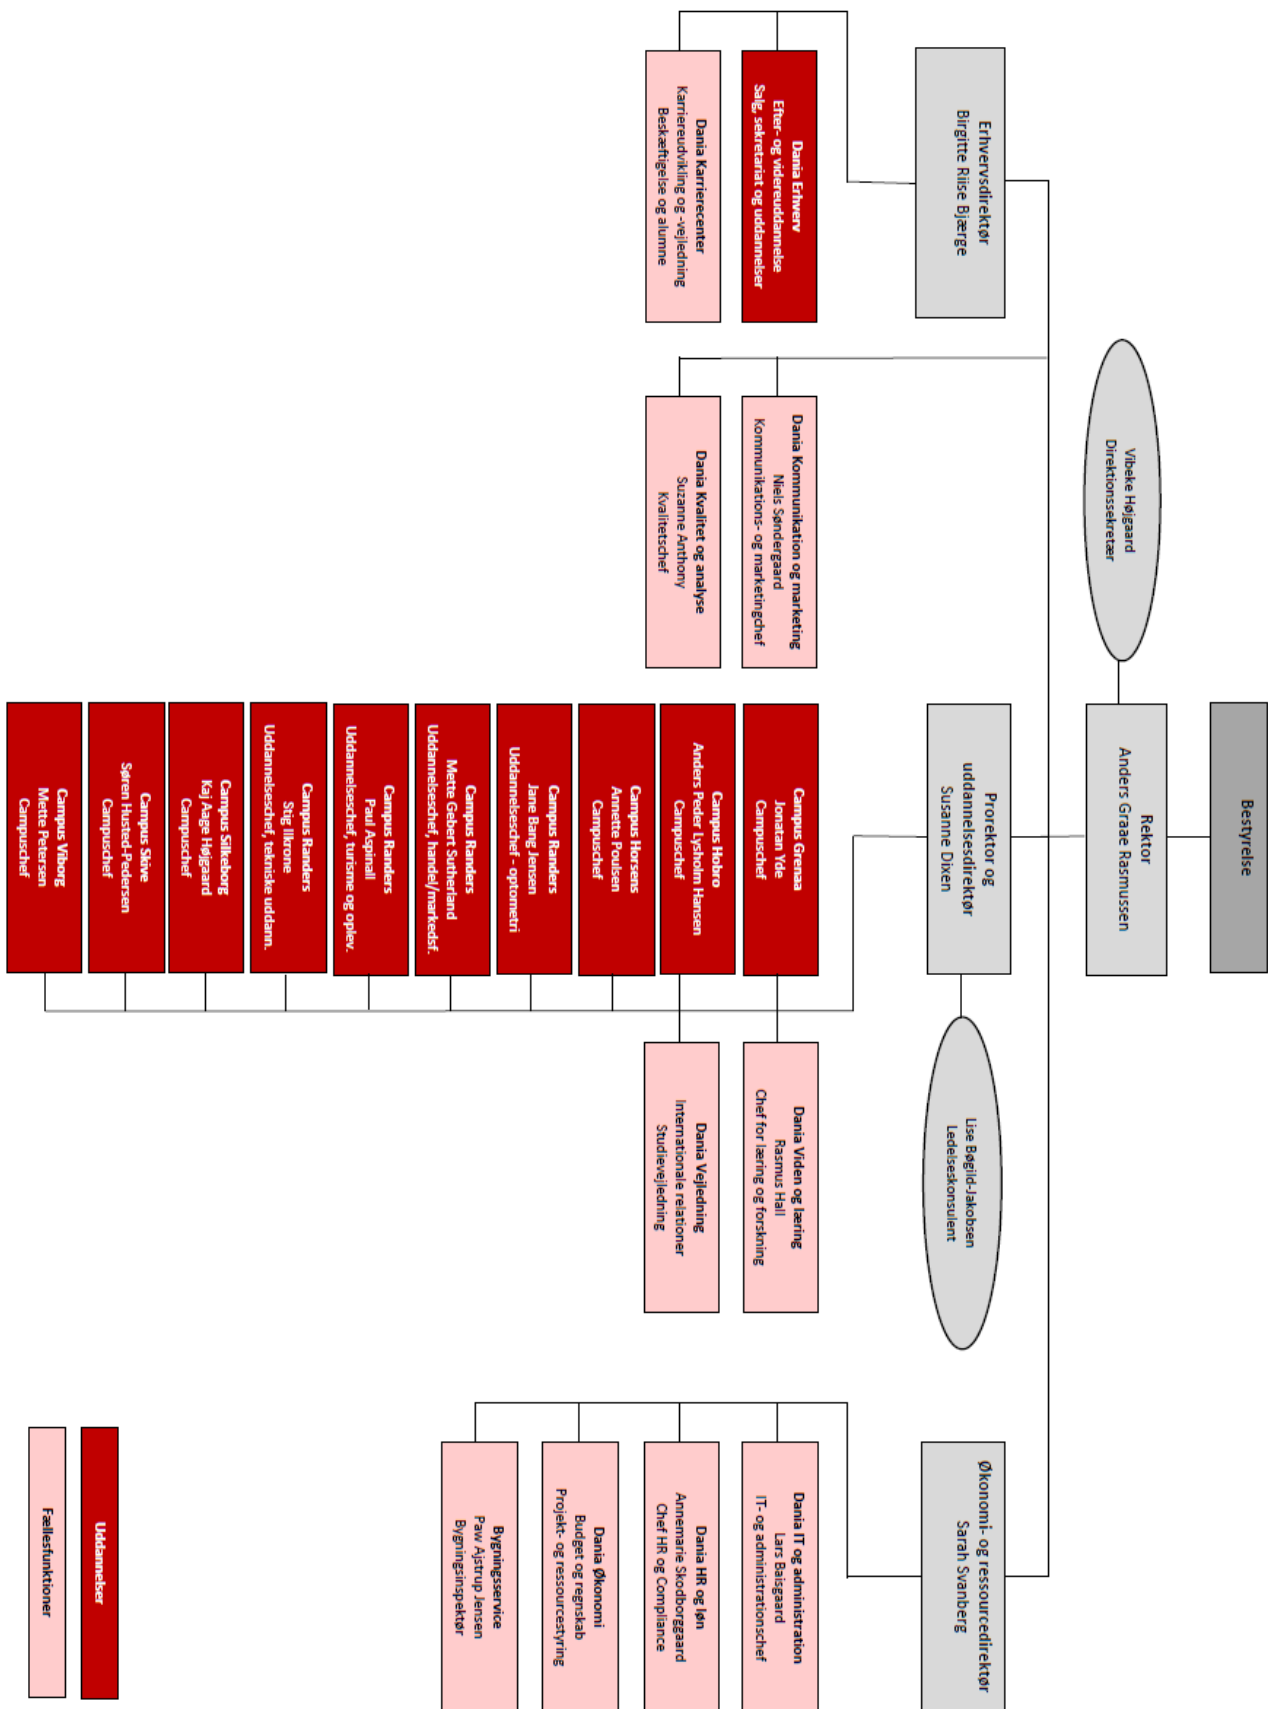 Bestyrelse
Rektor
Anders Graae Rasmussen
Vibeke Højgaard
Direktionssekretær
Erhvervsdirektør
Birgitte Riise Bjærge
Prorektor og
uddannelsesdirektør
Susanne Dixen
Lise Bøgild-Jakobsen
Ledelseskonsulent
Økonomi- og ressourcedirektør
Sarah Svanberg
Dania Erhverv
Efter- og videreuddannelse
Salg, sekretariat og uddannelser
Dania Karrierecenter
Karriereudvikling og -vejledning
Beskæftigelse og alumne
Dania Kommunikation og marketing
Niels Søndergaard
Kommunikations- og marketingchef
Dania Kvalitet og analyse
Suzanne Anthony
Kvalitetschef
Campus Grenaa
Jonatan Yde
Campuschef
Campus Hobro
Anders Peder Lysholm Hansen
Campuschef
Campus Horsens
Annette Poulsen
Campuschef
Campus Randers
Jane Bang Jensen
Uddannelseschef - optometri
Campus Randers
Mette Gebert Sutherland
Uddannelseschef, handel/markedsf.
Campus Randers
Paul Aspinall
Uddannelseschef, turisme og oplev.
Campus Randers
Stig Ilkrone
Uddannelseschef, tekniske uddann.
Campus Silkeborg
Kaj Aage Højgaard
Campuschef
Campus Skive
Søren Husted-Pedersen
Campuschef
Campus Viborg
Mette Petersen
Campuschef
Dania Viden og læring
Rasmus Hall
Chef for læring og forskning
Dania Vejledning
Internationale relationer
Studievejledning
Dania IT og administration
Lars Baisgaard
IT- og administrationschef
Dania HR og løn
Annemarie Skodborggaard
Chef HR og Compliance
Dania Økonomi
Budget og regnskab
Projekt- og ressourcestyring
Bygningsservice
Paw Ajstrup Jensen
Bygningsinspektør
Uddannelser
Fællesfunktioner